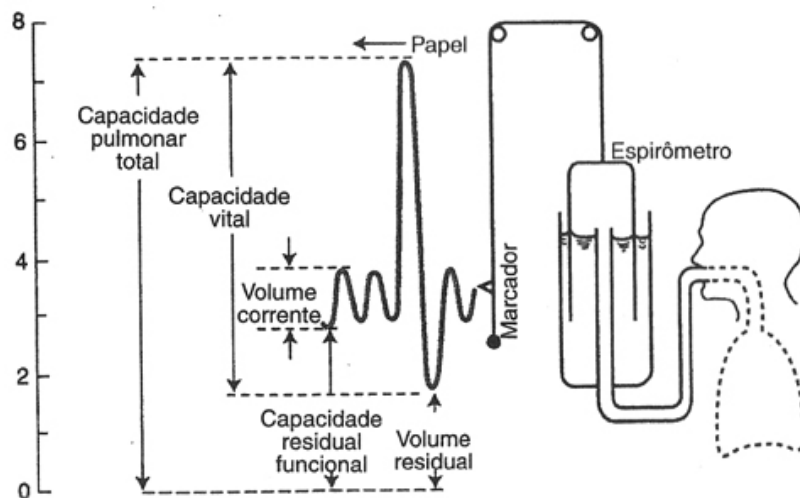 8
6
4
2
0
Papel
Capacidade
pulmonar
total
Capacidade
vital
Volume
corrente
Capacidade
residual
funcional
Volume
residual
Espirômetro
Marcador